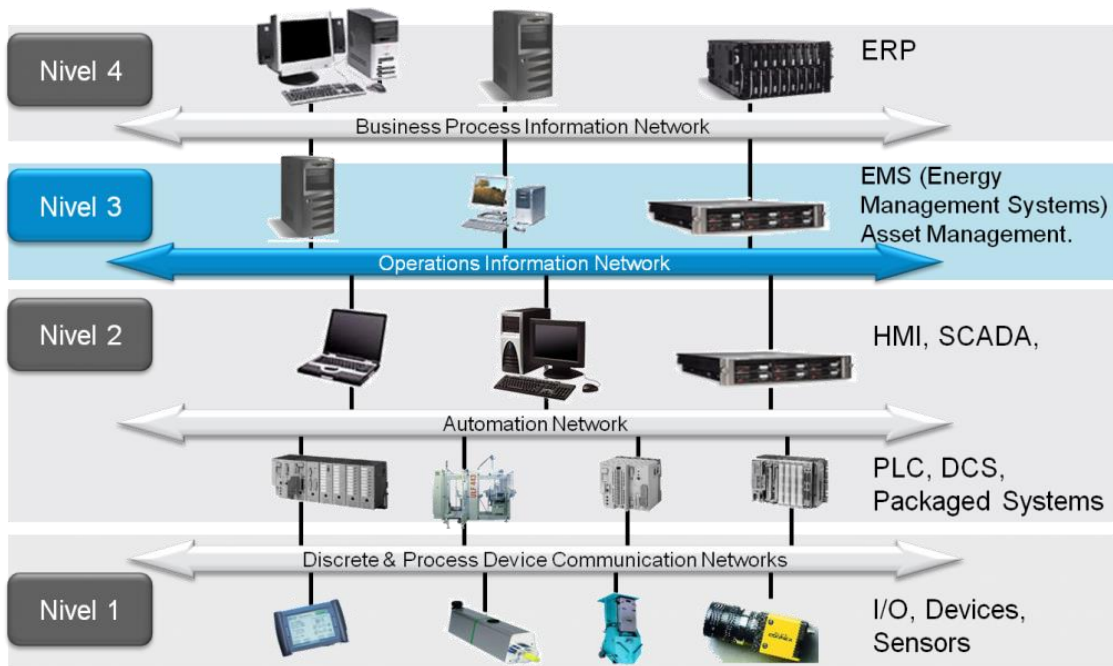 Nivel 4
ERP
Business Process Information Network
Nivel 3
EMS (Energy
Management Systems)
Asset Management.
Operations Information Network
Nivel 2
HMI, SCADA,
Automation Network
PLC, DCS,
Packaged Systems
Discrete & Process Device Communication Networks
Nivel 1
I/O, Devices,
Sensors